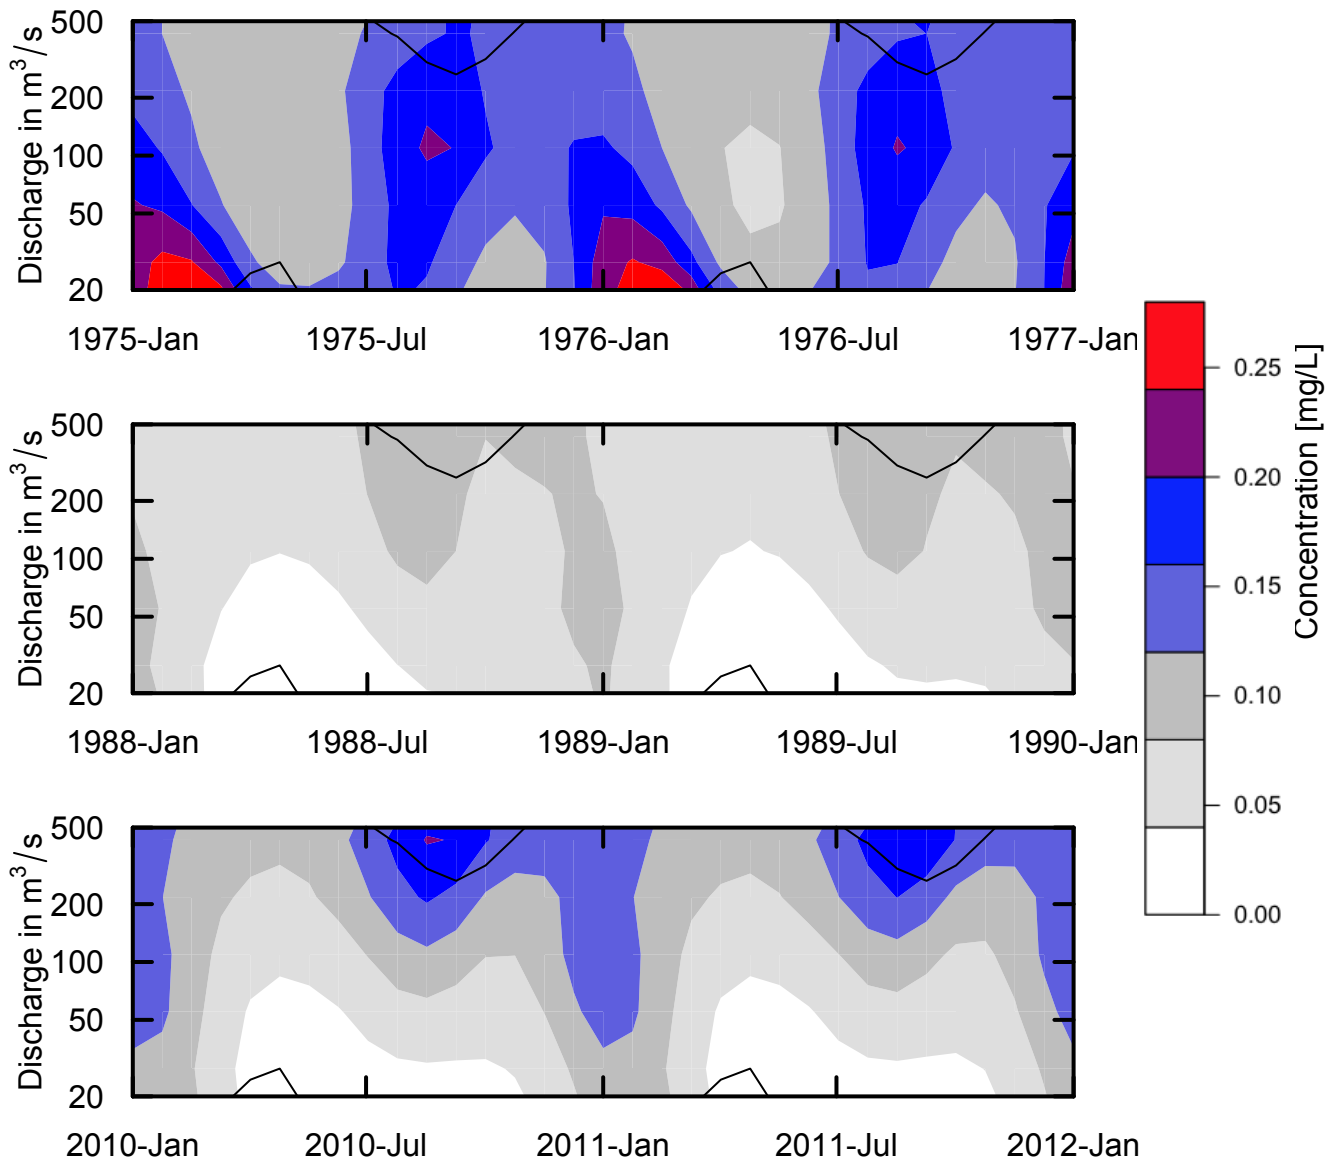 500
200
100
50
20
Discharge in m³/s
1975-Jan
1975-Jul
1976-Jan
1976-Jul
1977-Jan
500
200
100
50
20
Discharge in m³/s
1988-Jan
1988-Jul
1989-Jan
1989-Jul
1990-Jan
500
200
100
50
20
Discharge in m³/s
2010-Jan
2010-Jul
2011-Jan
2011-Jul
2012-Jan
0.25
0.20
0.15
0.10
0.05
0.00
Concentration [mg/L]